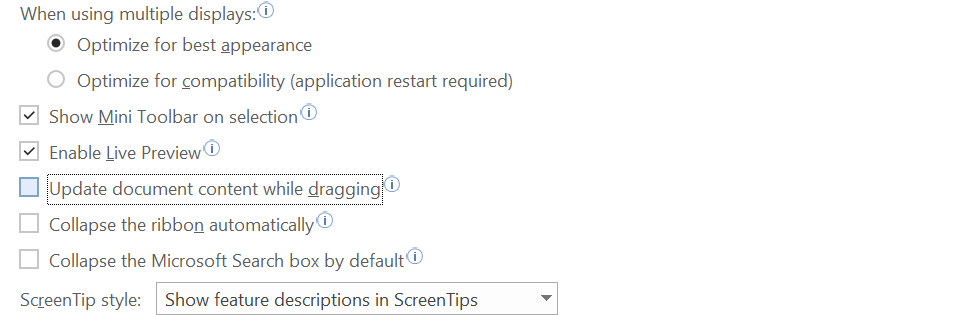 When using multiple displays:
Optimize for best appearance
Optimize for compatibility (application restart required)
Show Mini Toolbar on selection
Enable Live Preview
Update document content while dragging
Collapse the ribbon automatically
Collapse the Microsoft Search box by default
ScreenTip style: Show feature descriptions in ScreenTips